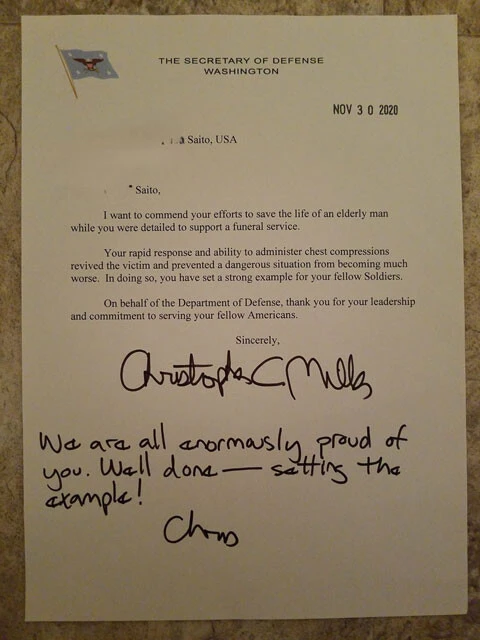 THE SECRETARY OF DEFENSE
WASHINGTON
NOV 30 2020
Saito, USA
Saito,
I want to commend your efforts to save the life of an elderly man
while you were detailed to support a funeral service.
Your rapid response and ability to administer chest compressions
revived the victim and prevented a dangerous situation from becoming much
worse. In doing so, you have set a strong example for your fellow Soldiers.
On behalf of the Department of Defense, thank you for your leadership
and commitment to serving your fellow Americans.
Sincerely,
Christopher C Miller
We are all enormously proud of
you. Well done — setting the
example!
Chris